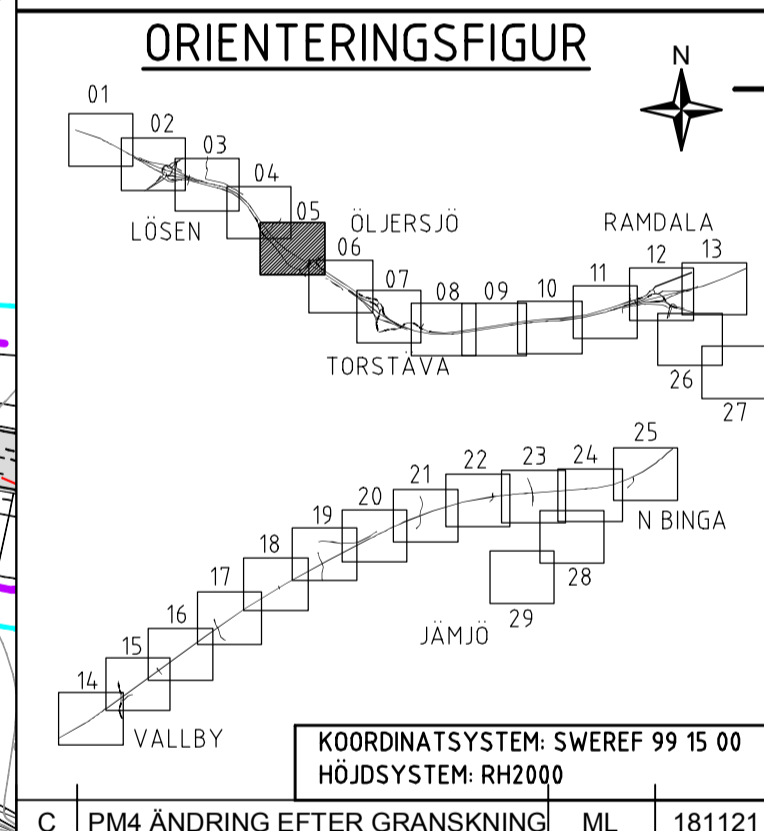 ORIENTERINGSFIGUR
N
01
02
03
04
05
LÖSEN
ÖLJERSJÖ
RAMDALA
06
07
08 09 10 11 12 13
TORSTÄVA
26
27
25
24
23
22
21
20
N BINGA
19
18
28
17
29
16
JÄMJÖ
15
14
VALLBY
KOORDINATSYSTEM: SWEREF 99 15 00
HÖJDSYSTEM: RH2000
C PM4 ÄNDRING EFTER GRANSKNING ML 181121